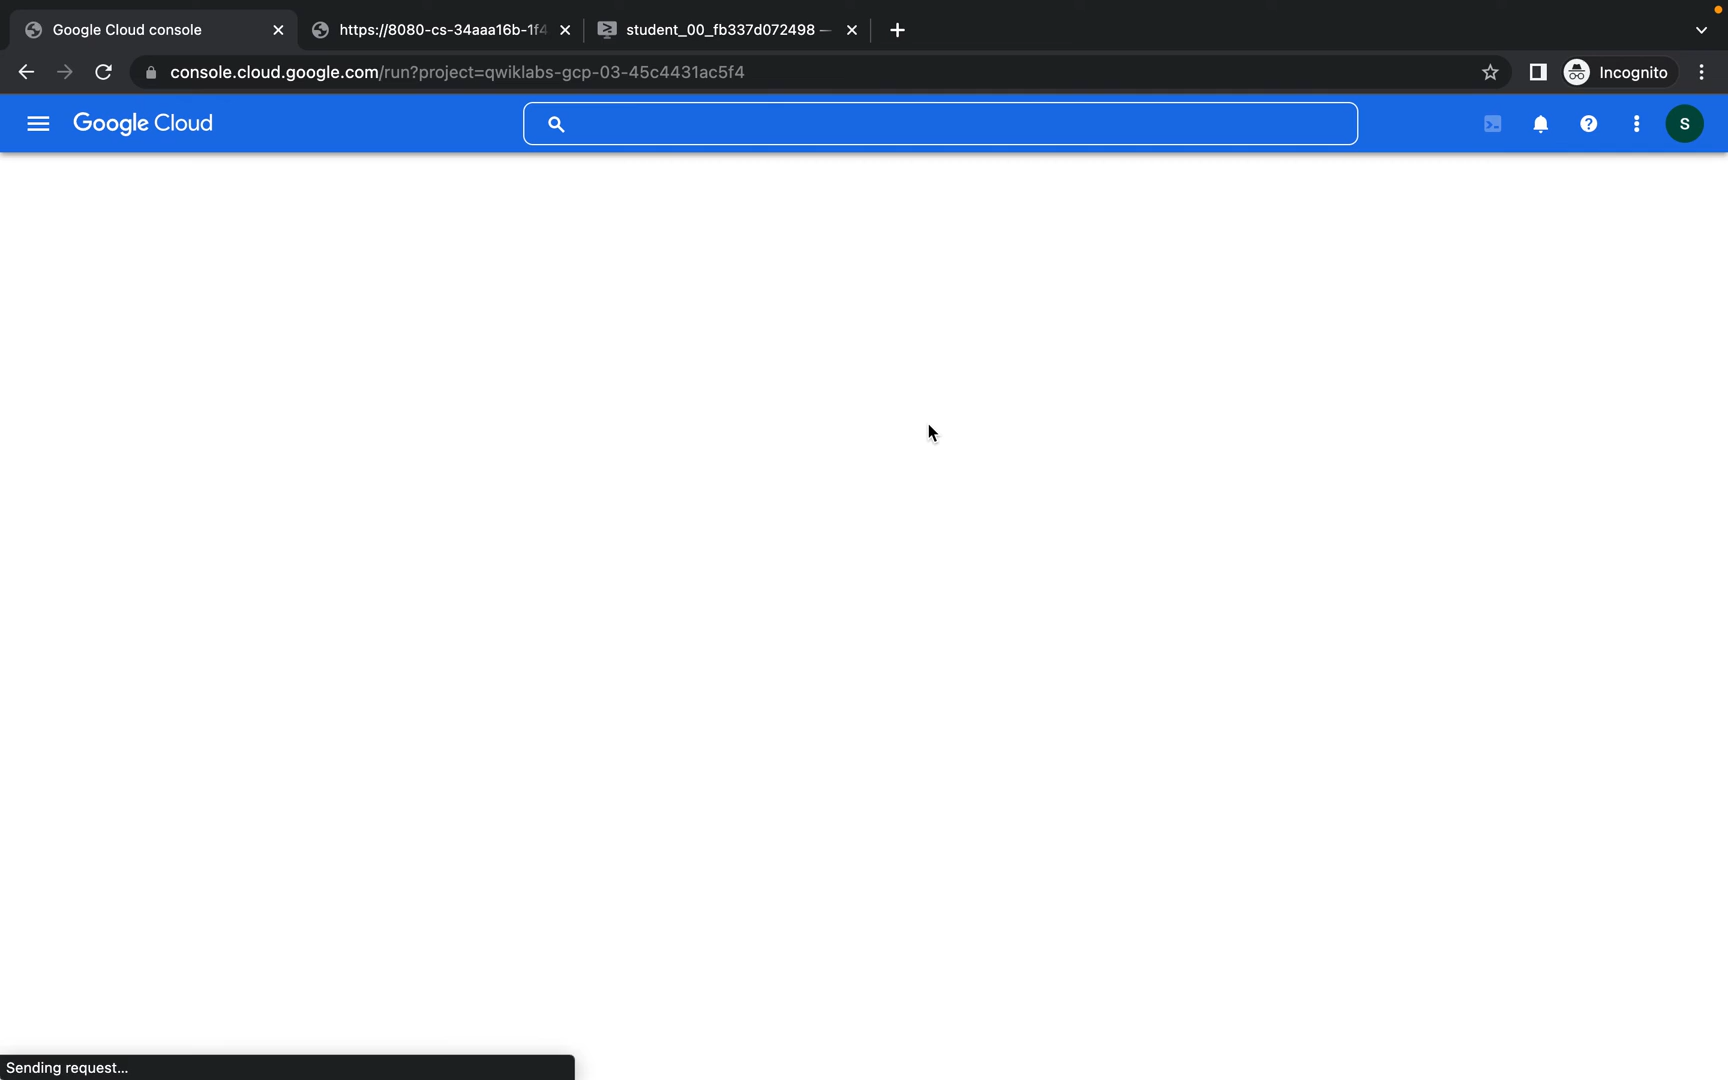 Google Cloud console
https://8080-cs-34aaa16b-1f4
student_00_fb337d072498 —
console.cloud.google.com/run?project=qwiklabs-gcp-03-45c4431ac5f4
Incognito
Google Cloud
S
Sending request...